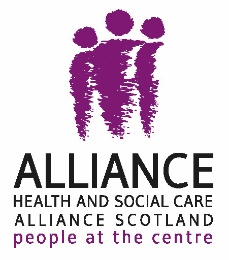 ALLIANCE
HEALTH AND SOCIAL CARE
ALLIANCE SCOTLAND
people at the centre